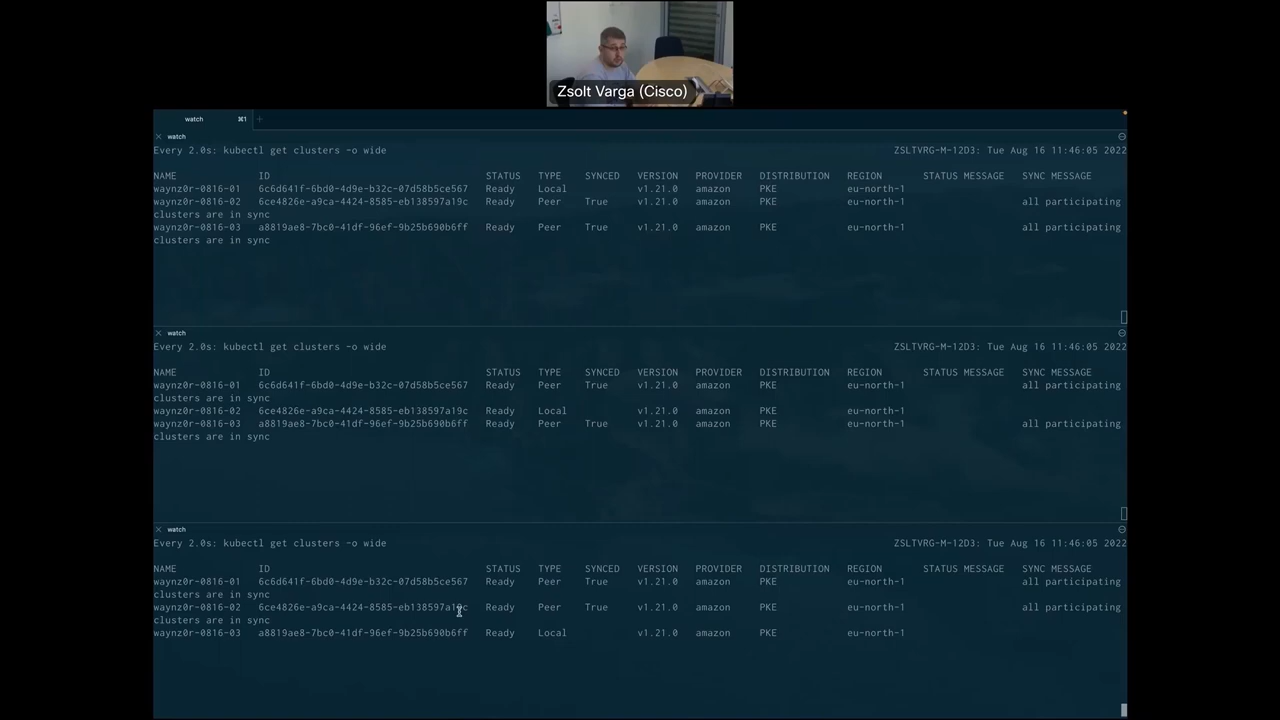 Zsolt Varga (Cisco)
watch ⌘1 +
× watch
Every 2.0s: kubectl get clusters -o wide ZSLTVRG-M-12D3: Tue Aug 16 11:46:05 2022
NAME ID STATUS TYPE SYNCED VERSION PROVIDER DISTRIBUTION REGION STATUS MESSAGE SYNC MESSAGE
waynz0r-0816-01 6c6d641f-6bd0-4d9e-b32c-07d58b5ce567 Ready Local v1.21.0 amazon PKE eu-north-1
waynz0r-0816-02 6ce4826e-a9ca-4424-8585-eb138597a19c Ready Peer True v1.21.0 amazon PKE eu-north-1 all participating
clusters are in sync
waynz0r-0816-03 a8819ae8-7bc0-41df-96ef-9b25b690b6ff Ready Peer True v1.21.0 amazon PKE eu-north-1 all participating
clusters are in sync
× watch
Every 2.0s: kubectl get clusters -o wide ZSLTVRG-M-12D3: Tue Aug 16 11:46:05 2022
NAME ID STATUS TYPE SYNCED VERSION PROVIDER DISTRIBUTION REGION STATUS MESSAGE SYNC MESSAGE
waynz0r-0816-01 6c6d641f-6bd0-4d9e-b32c-07d58b5ce567 Ready Peer True v1.21.0 amazon PKE eu-north-1 all participating
clusters are in sync
waynz0r-0816-02 6ce4826e-a9ca-4424-8585-eb138597a19c Ready Local v1.21.0 amazon PKE eu-north-1
waynz0r-0816-03 a8819ae8-7bc0-41df-96ef-9b25b690b6ff Ready Peer True v1.21.0 amazon PKE eu-north-1 all participating
clusters are in sync
× watch
Every 2.0s: kubectl get clusters -o wide ZSLTVRG-M-12D3: Tue Aug 16 11:46:05 2022
NAME ID STATUS TYPE SYNCED VERSION PROVIDER DISTRIBUTION REGION STATUS MESSAGE SYNC MESSAGE
waynz0r-0816-01 6c6d641f-6bd0-4d9e-b32c-07d58b5ce567 Ready Peer True v1.21.0 amazon PKE eu-north-1 all participating
clusters are in sync
waynz0r-0816-02 6ce4826e-a9ca-4424-8585-eb138597a19c Ready Peer True v1.21.0 amazon PKE eu-north-1 all participating
clusters are in sync
waynz0r-0816-03 a8819ae8-7bc0-41df-96ef-9b25b690b6ff Ready Local v1.21.0 amazon PKE eu-north-1